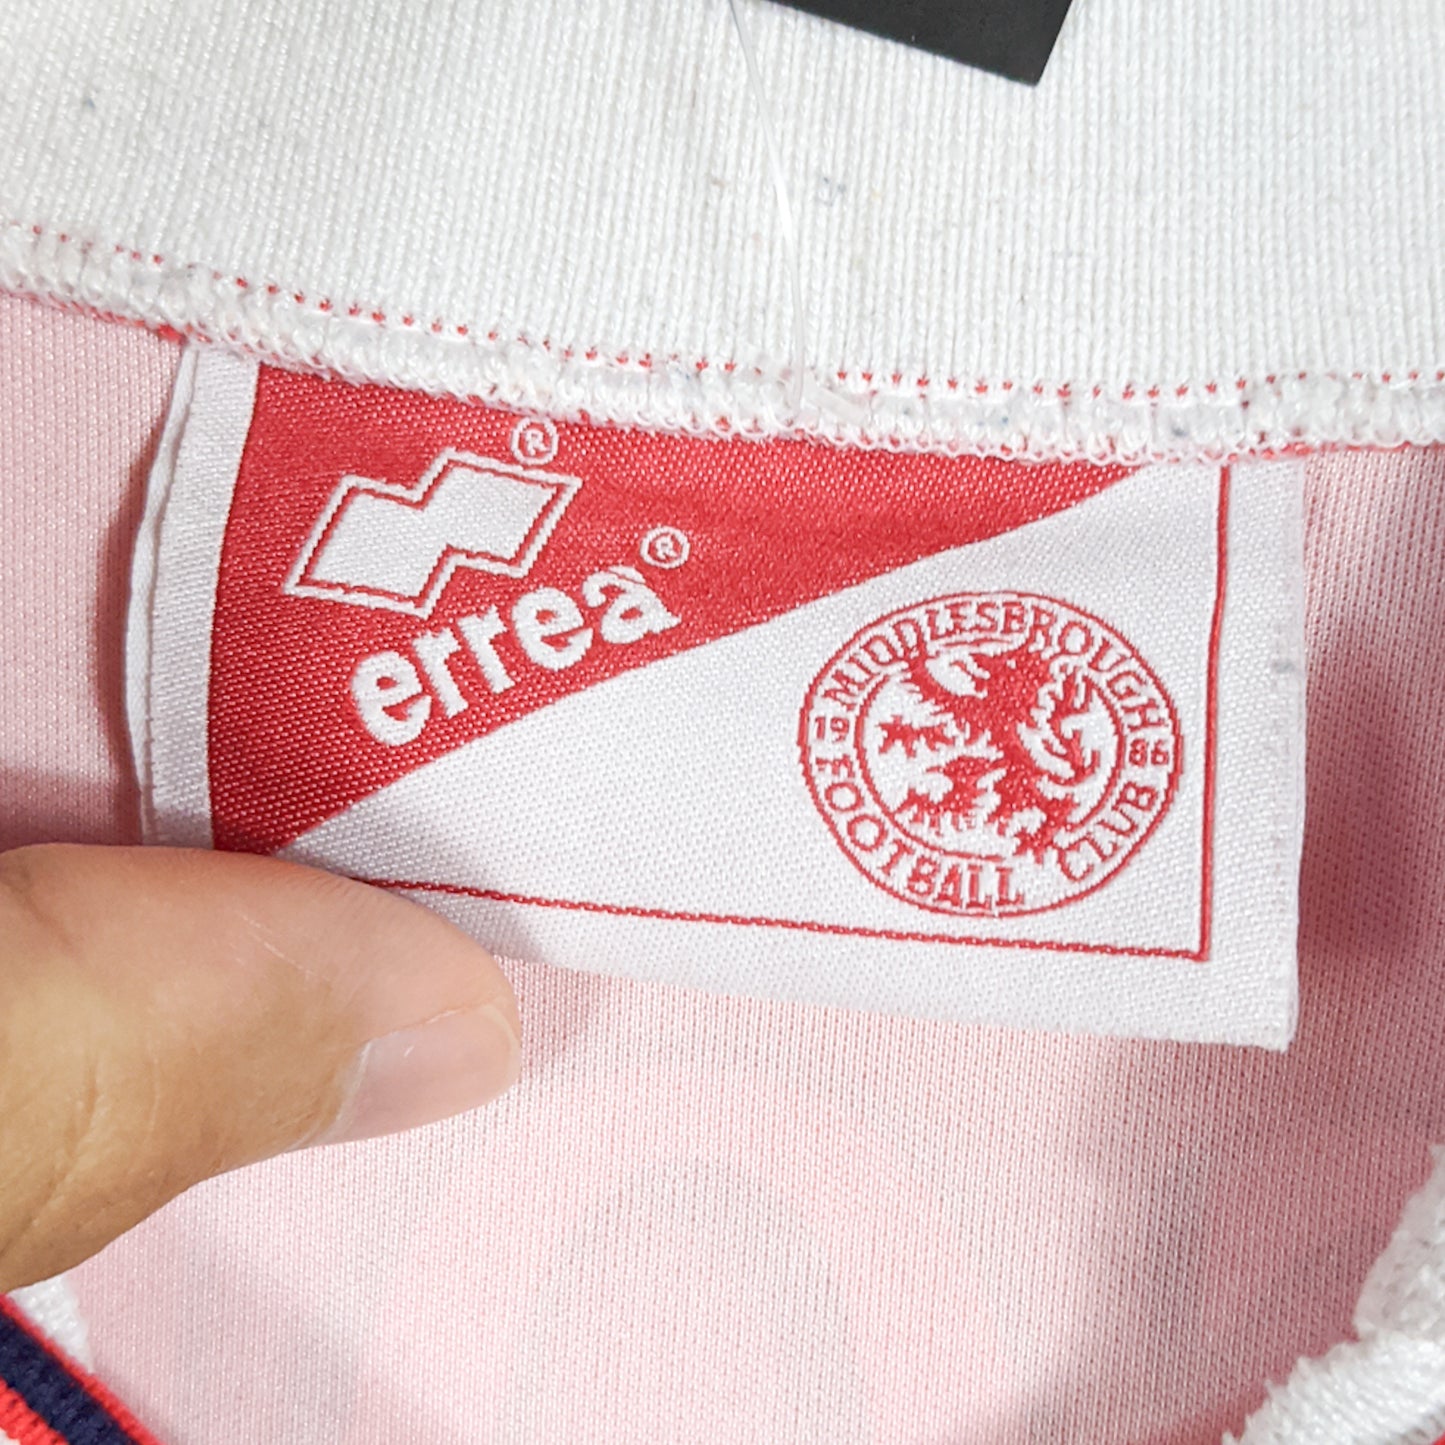 ®
errea®
MIDDLESBROUGH
19 86
FOOTBALL CLUB